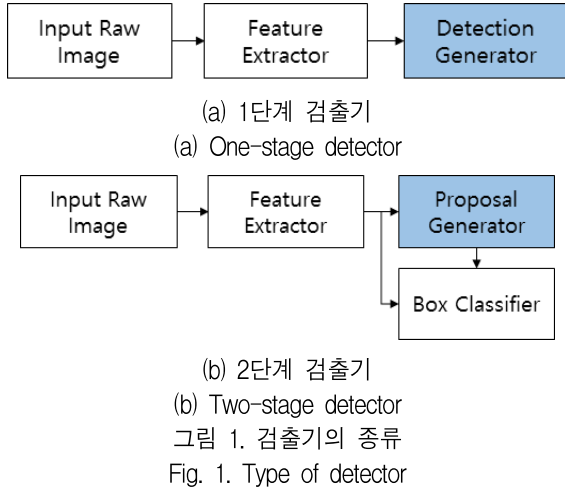 Input Raw
Image
Feature
Extractor
Detection
Generator
(a) 1단계 검출기
(a) One-stage detector
Input Raw
Image
Feature
Extractor
Proposal
Generator
Box Classifier
(b) 2단계 검출기
(b) Two-stage detector
그림 1. 검출기의 종류
Fig. 1. Type of detector